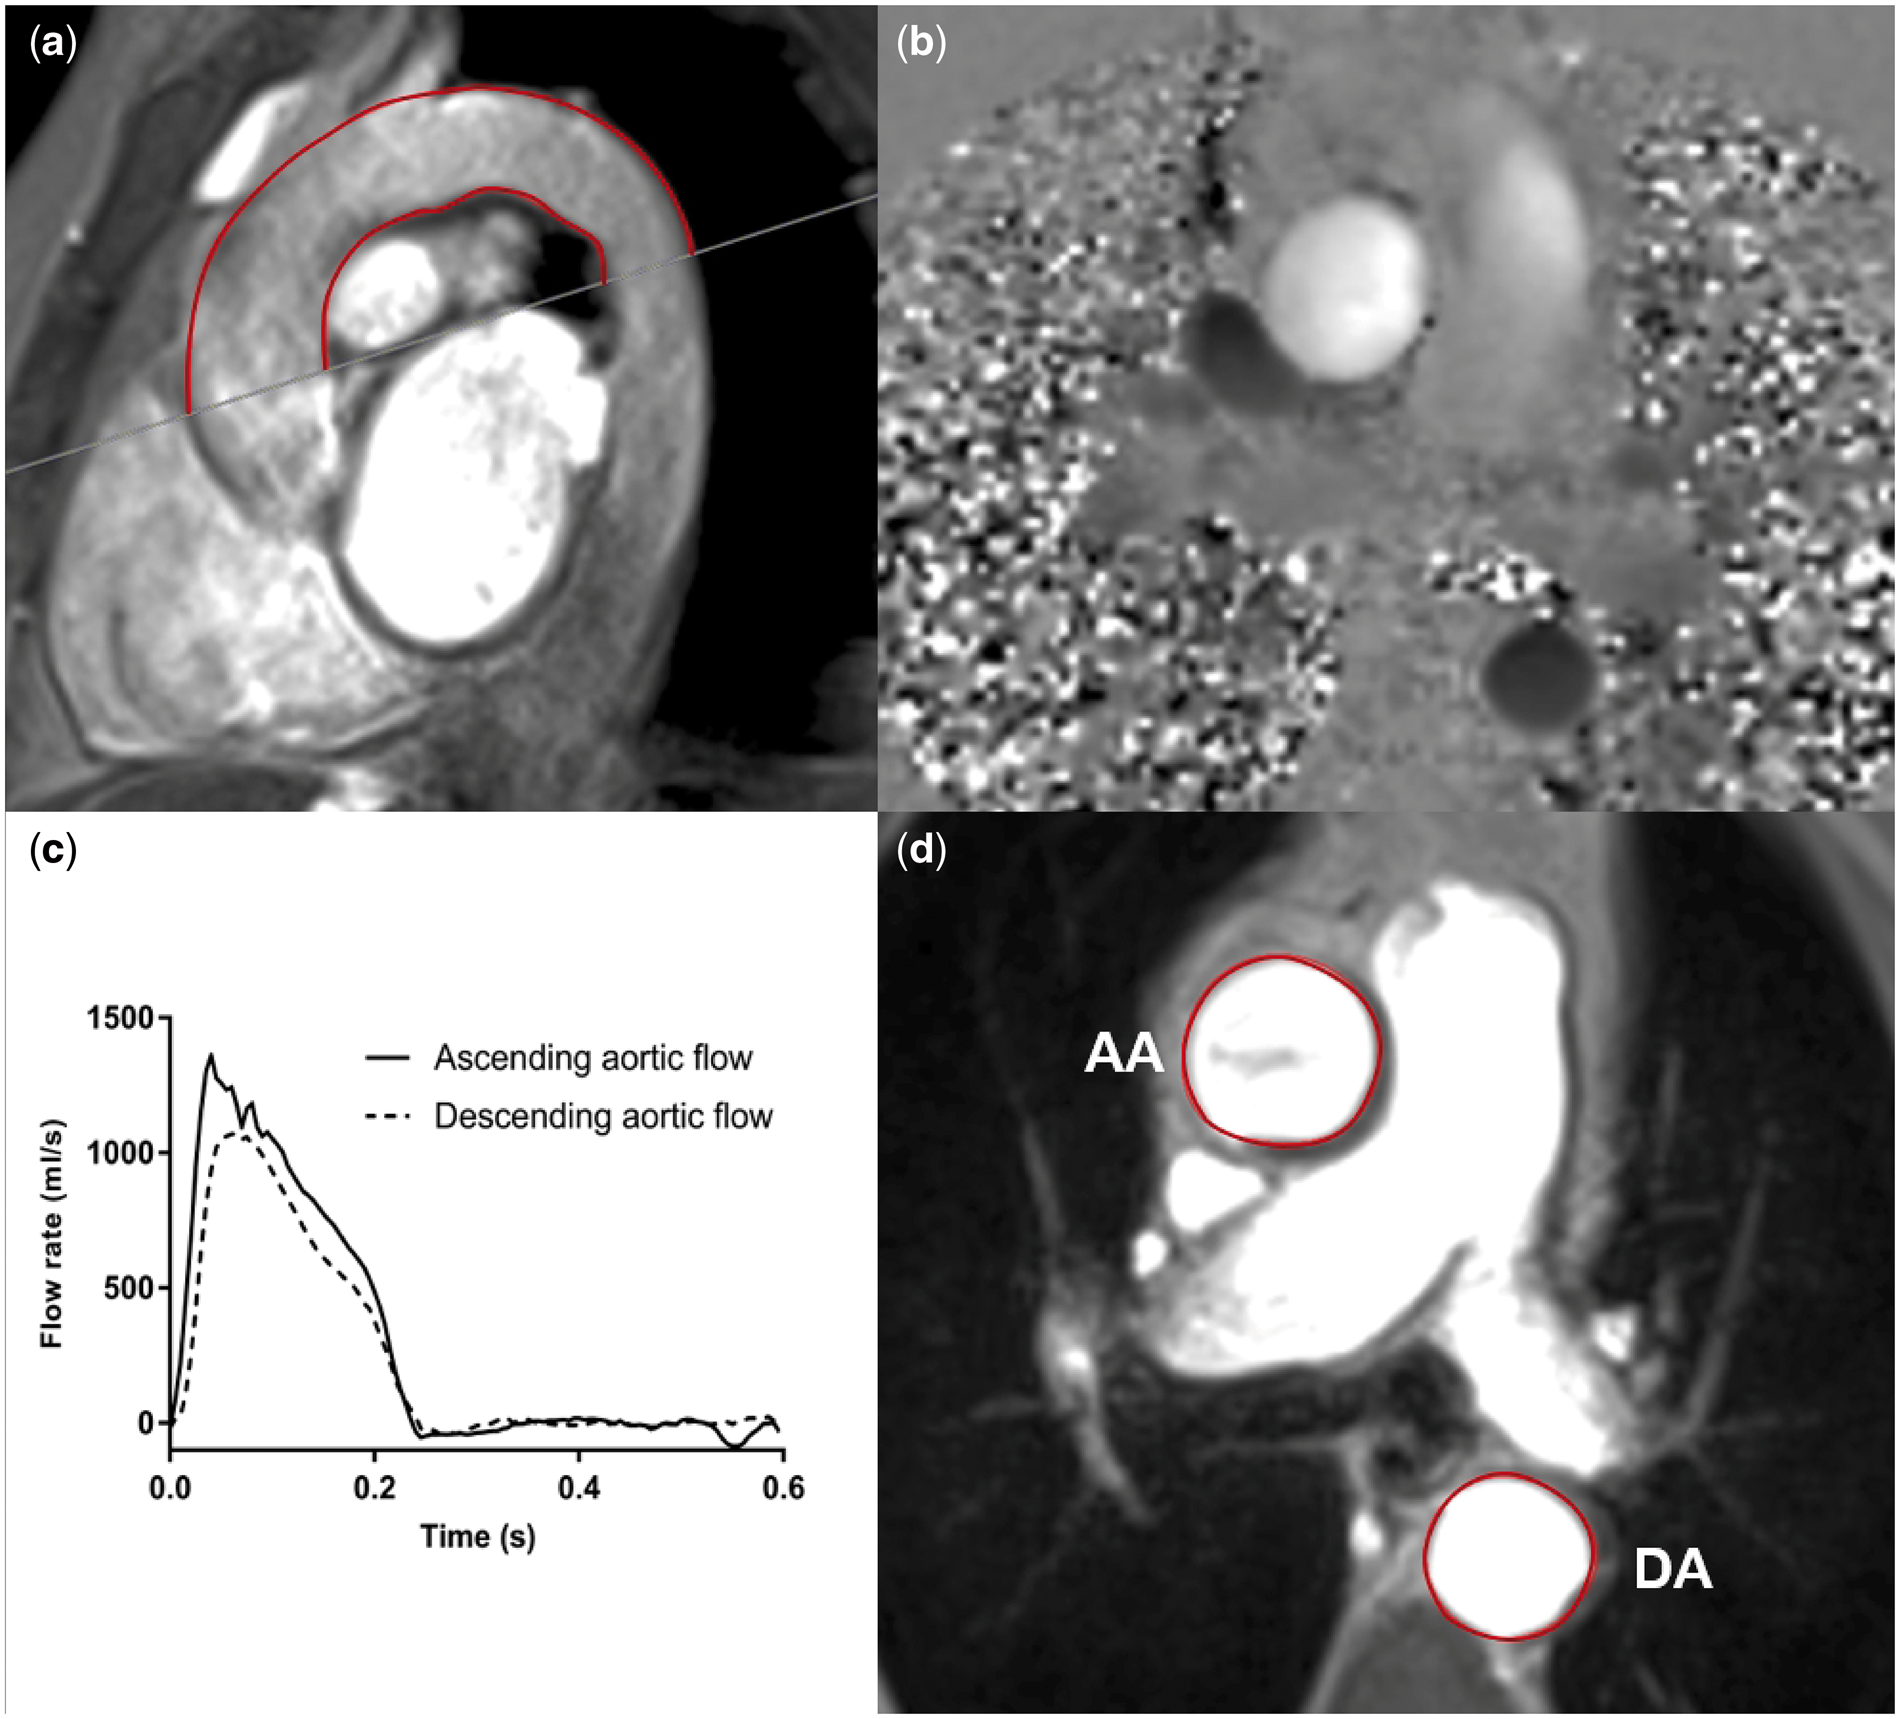 (a)
(b)
(c)
1500
1000
500
0
Flow rate (ml/s)
Ascending aortic flow
Descending aortic flow
0.0 0.2 0.4 0.6
Time (s)
(d)
AA
DA